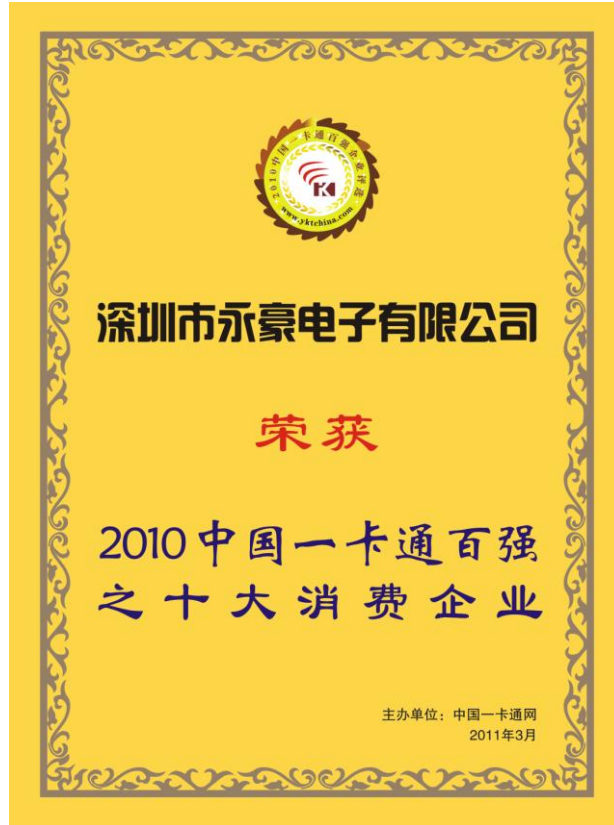 2010中国一卡通百强企业评选
www.yktchina.com
深圳市永豪电子有限公司
荣获
2010中国一卡通百强
之十大消费企业
主办单位：中国一卡通网
2011年3月